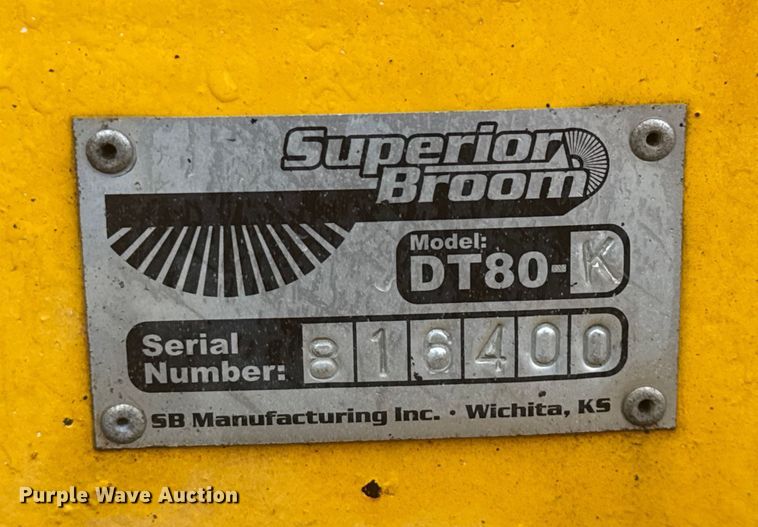 Superior
Broom
Model:
DT80-K
Serial
Number: 816400
SB Manufacturing Inc. · Wichita, KS
Purple Wave Auction